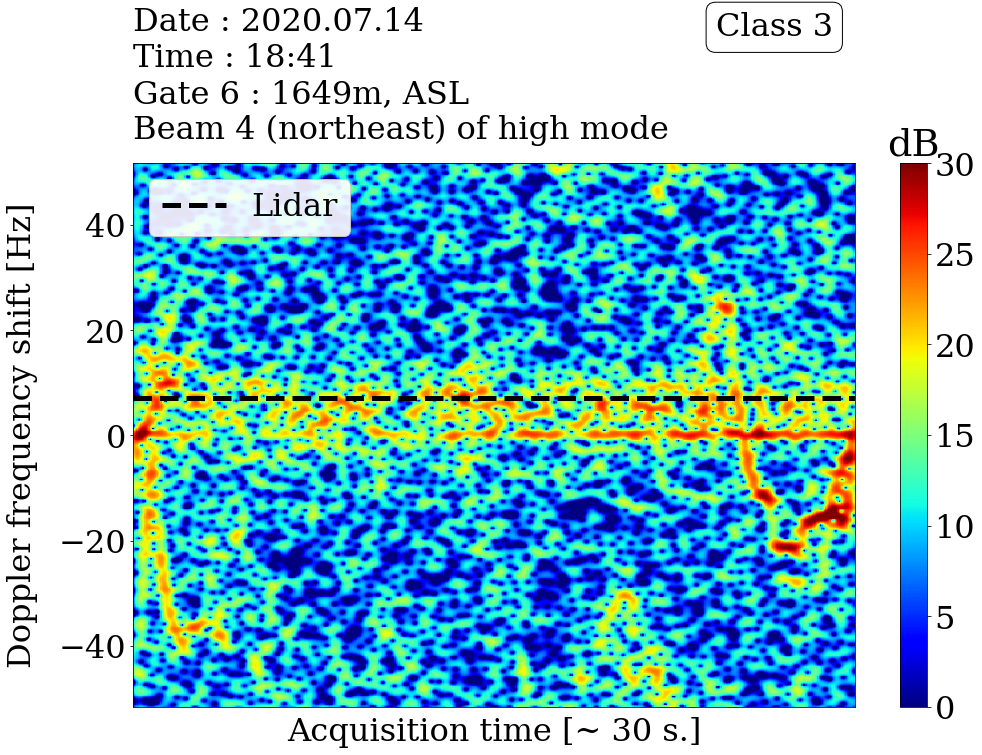 Date : 2020.07.14
Time : 18:41
Gate 6 : 1649m, ASL
Beam 4 (northeast) of high mode
Class 3
dB
Lidar
Doppler frequency shift [Hz]
40
20
0
−20
−40
Acquisition time [~ 30 s.]
30
25
20
15
10
5
0